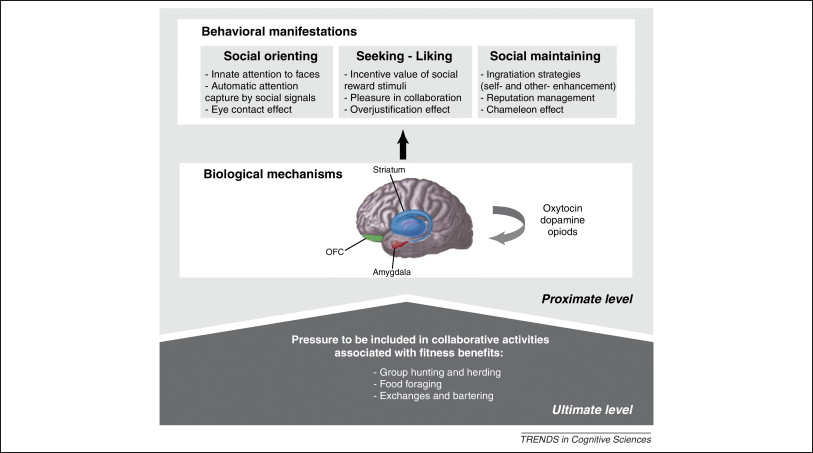 Behavioral manifestations
Social orienting
- Innate attention to faces
- Automatic attention
capture by social signals
- Eye contact effect
Seeking - Liking
- Incentive value of social
reward stimuli
- Pleasure in collaboration
- Overjustification effect
Social maintaining
- Ingratiation strategies
(self- and other- enhancement)
- Reputation management
- Chameleon effect
Biological mechanisms
Striatum
OFC
Amygdala
Oxytocin
dopamine
opiods
Proximate level
Pressure to be included in collaborative activities
associated with fitness benefits:
- Group hunting and herding
- Food foraging
- Exchanges and bartering
Ultimate level
TRENDS in Cognitive Sciences